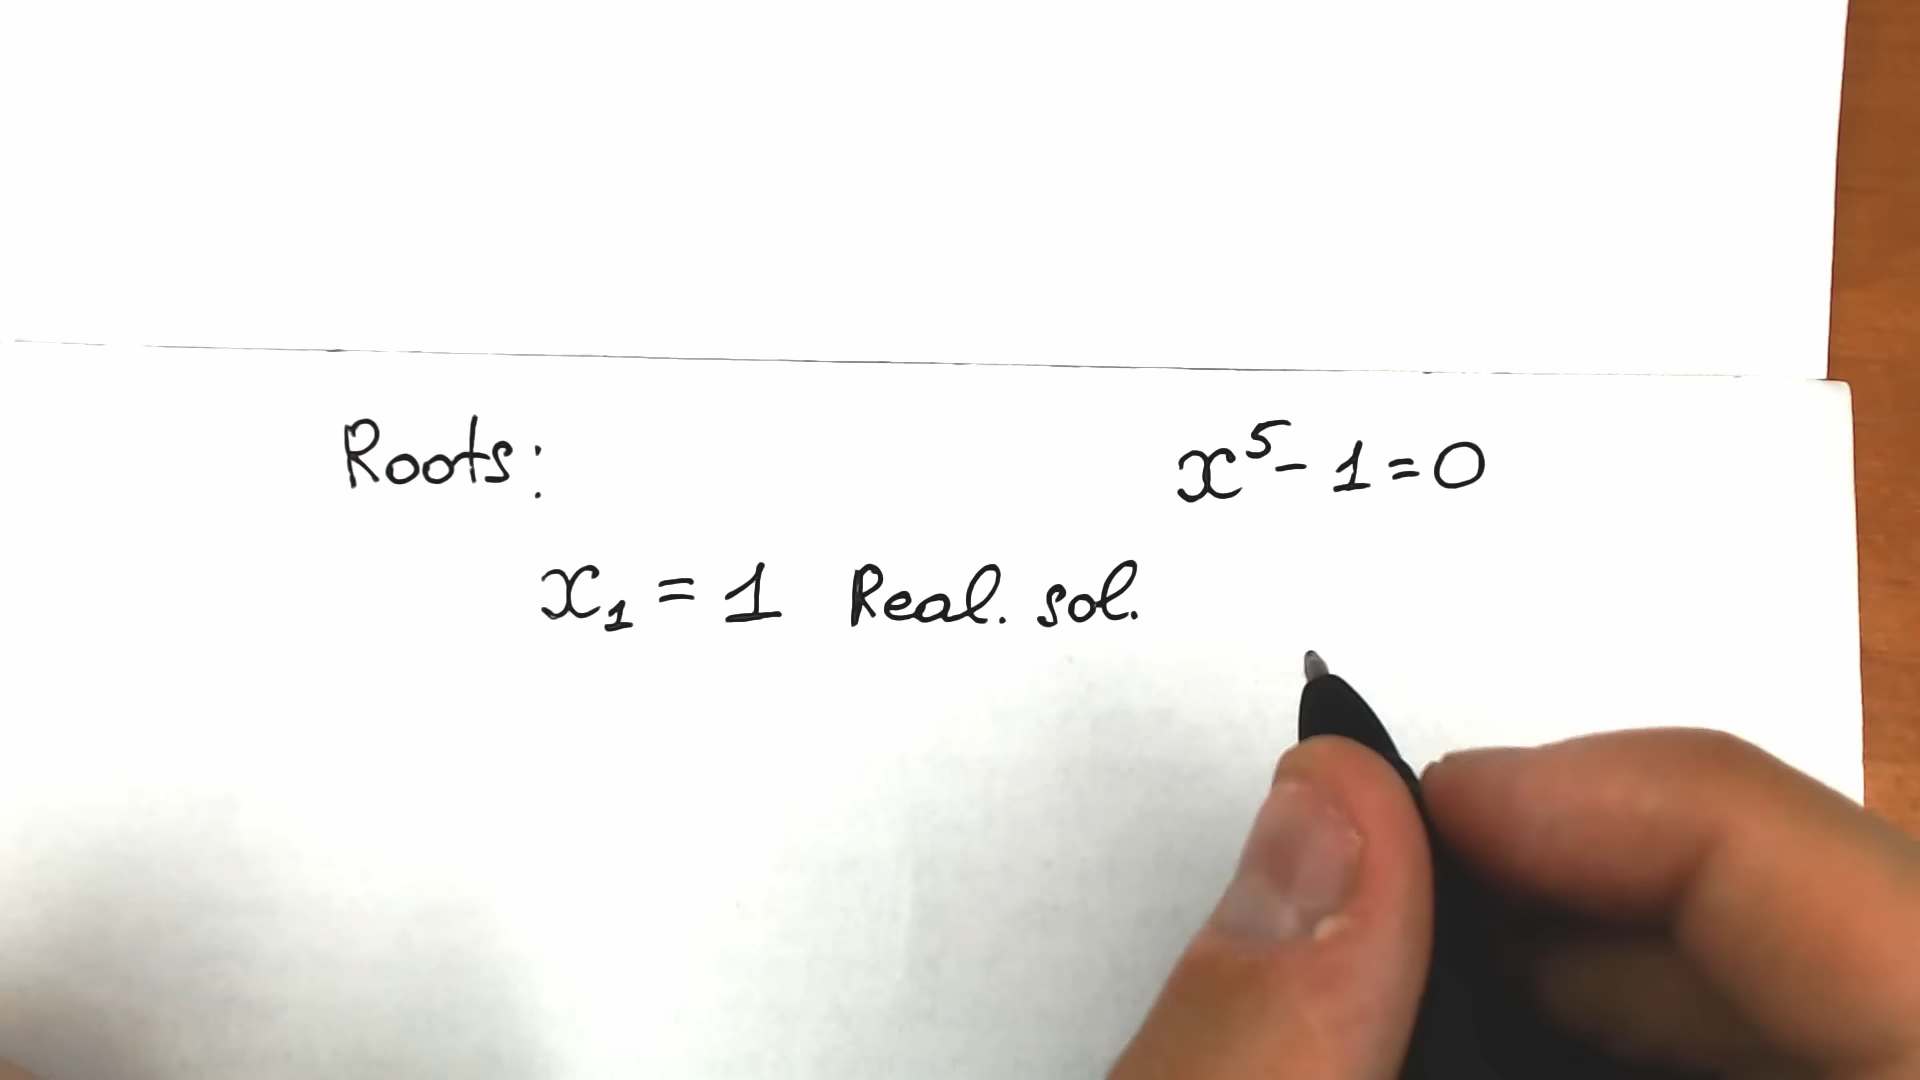 Roots: x⁵ - 1 = 0
x₁ = 1 Real. sol.